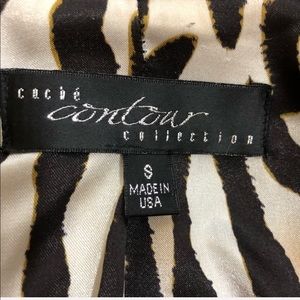 caché
contour
collection
S
MADE IN
USA